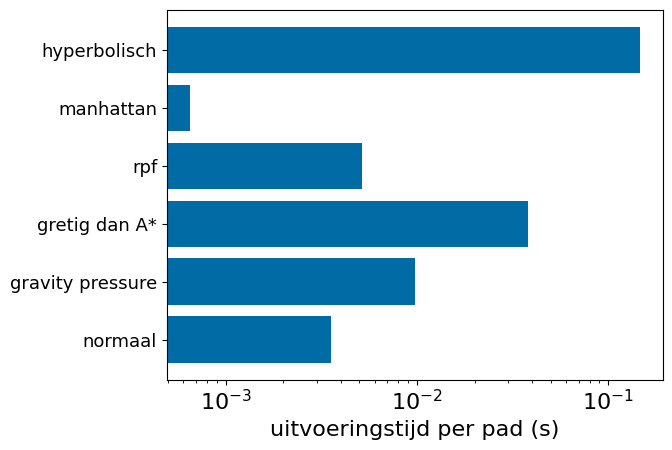 hyperbolisch
manhattan
rpf
gretig dan A*
gravity pressure
normaal
10⁻³ 10⁻² 10⁻¹
uitvoeringstijd per pad (s)